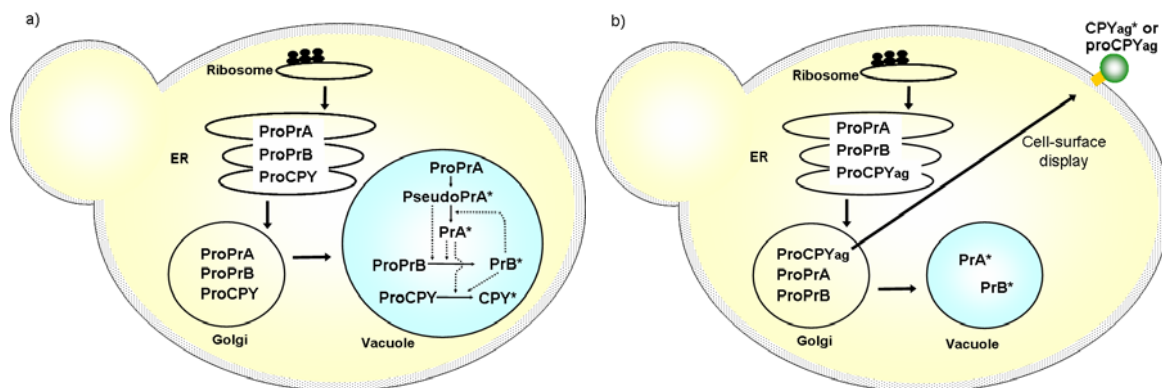 a)
Ribosome
ER
ProPrA
ProPrB
ProCPY
ProPrA
ProPrB
ProCPY
Golgi
ProPrA
PseudoPrA*
PrA*
ProPrB PrB*
ProCPY CPY*
Vacuole
b)
CPYag* or
proCPYag
Ribosome
ER
ProPrA
ProPrB
ProCPYag
Cell-surface
display
ProCPYag
ProPrA
ProPrB
Golgi
PrA*
PrB*
Vacuole